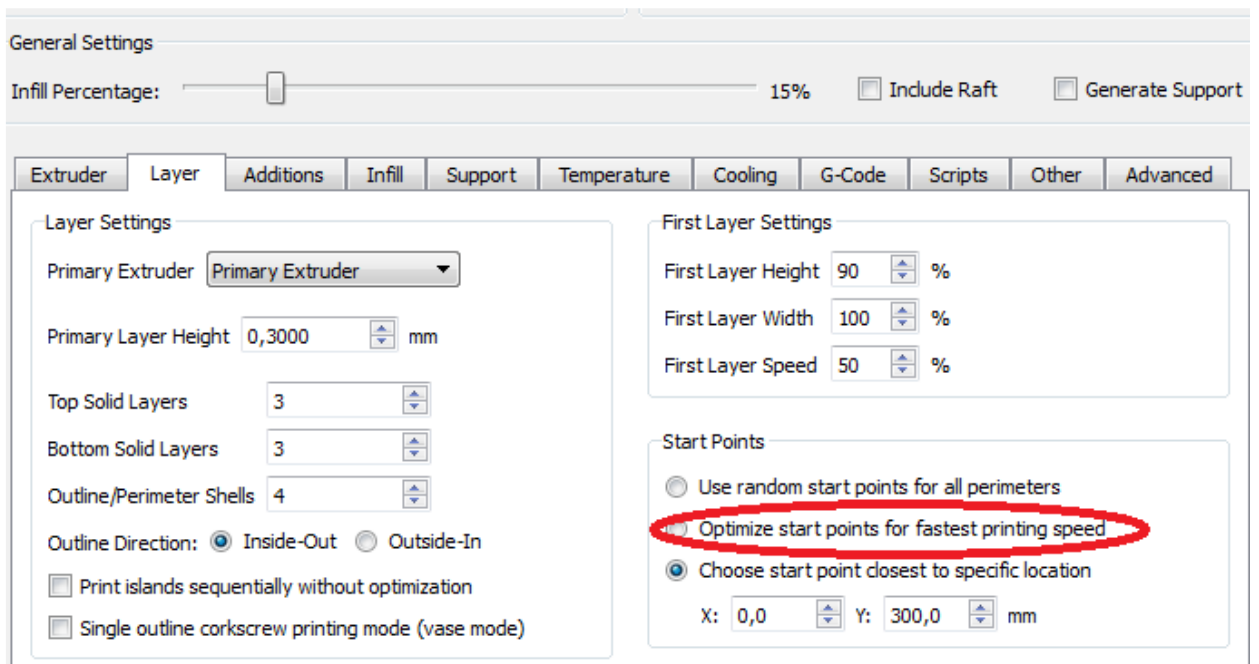 General Settings
Infill Percentage: 15% Include Raft Generate Support
Extruder Layer Additions Infill Support Temperature Cooling G-Code Scripts Other Advanced
Layer Settings
Primary Extruder Primary Extruder
Primary Layer Height 0,3000 mm
Top Solid Layers 3
Bottom Solid Layers 3
Outline/Perimeter Shells 4
Outline Direction: Inside-Out Outside-In
Print islands sequentially without optimization
Single outline corkscrew printing mode (vase mode)
First Layer Settings
First Layer Height 90 %
First Layer Width 100 %
First Layer Speed 50 %
Start Points
Use random start points for all perimeters
Optimize start points for fastest printing speed
Choose start point closest to specific location
X: 0,0 Y: 300,0 mm